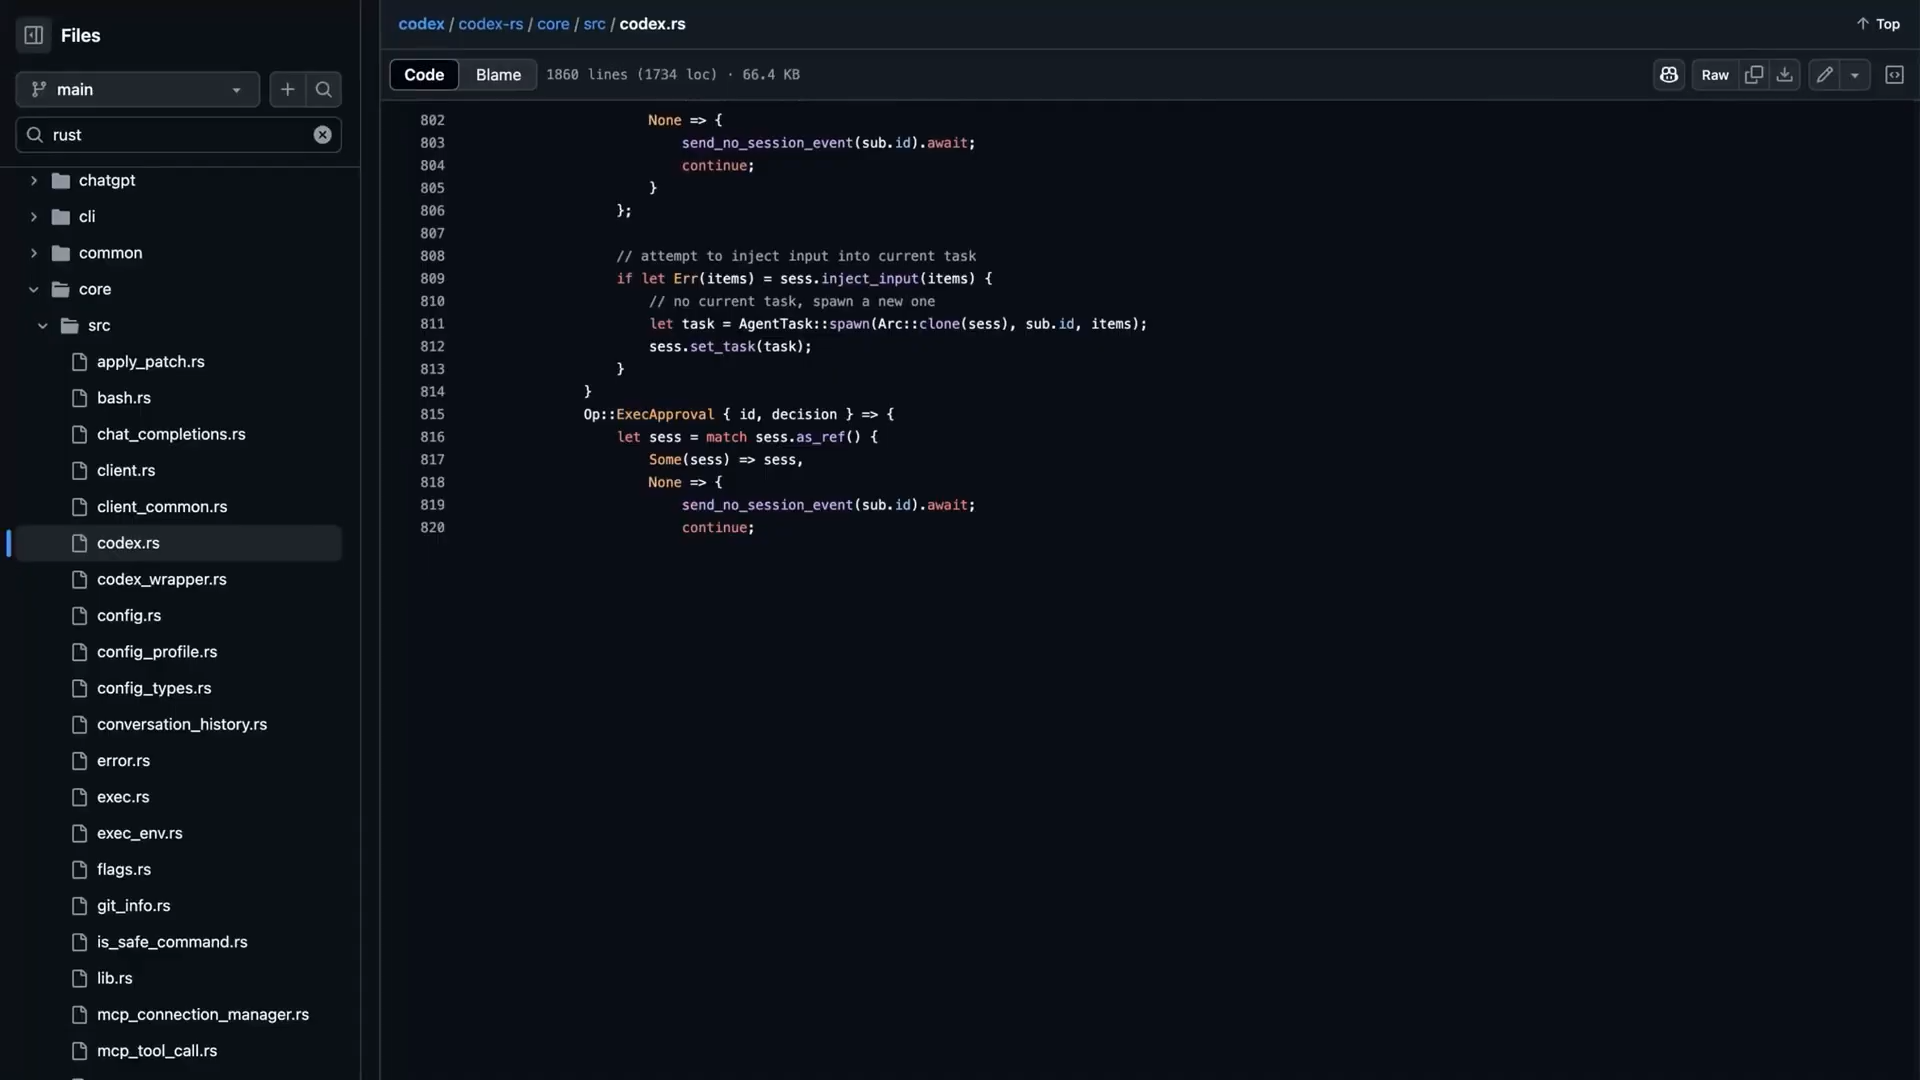 Files
main
rust
chatgpt
cli
common
core
src
apply_patch.rs
bash.rs
chat_completions.rs
client.rs
client_common.rs
codex.rs
codex_wrapper.rs
config.rs
config_profile.rs
config_types.rs
conversation_history.rs
error.rs
exec.rs
exec_env.rs
flags.rs
git_info.rs
is_safe_command.rs
lib.rs
mcp_connection_manager.rs
mcp_tool_call.rs
codex / codex-rs / core / src / codex.rs
Top
Code Blame 1860 lines (1734 loc) · 66.4 KB
Raw
802 None => {
803 send_no_session_event(sub.id).await;
804 continue;
805 }
806 };
807
808 // attempt to inject input into current task
809 if let Err(items) = sess.inject_input(items) {
810 // no current task, spawn a new one
811 let task = AgentTask::spawn(Arc::clone(sess), sub.id, items);
812 sess.set_task(task);
813 }
814 }
815 Op::ExecApproval { id, decision } => {
816 let sess = match sess.as_ref() {
817 Some(sess) => sess,
818 None => {
819 send_no_session_event(sub.id).await;
820 continue;